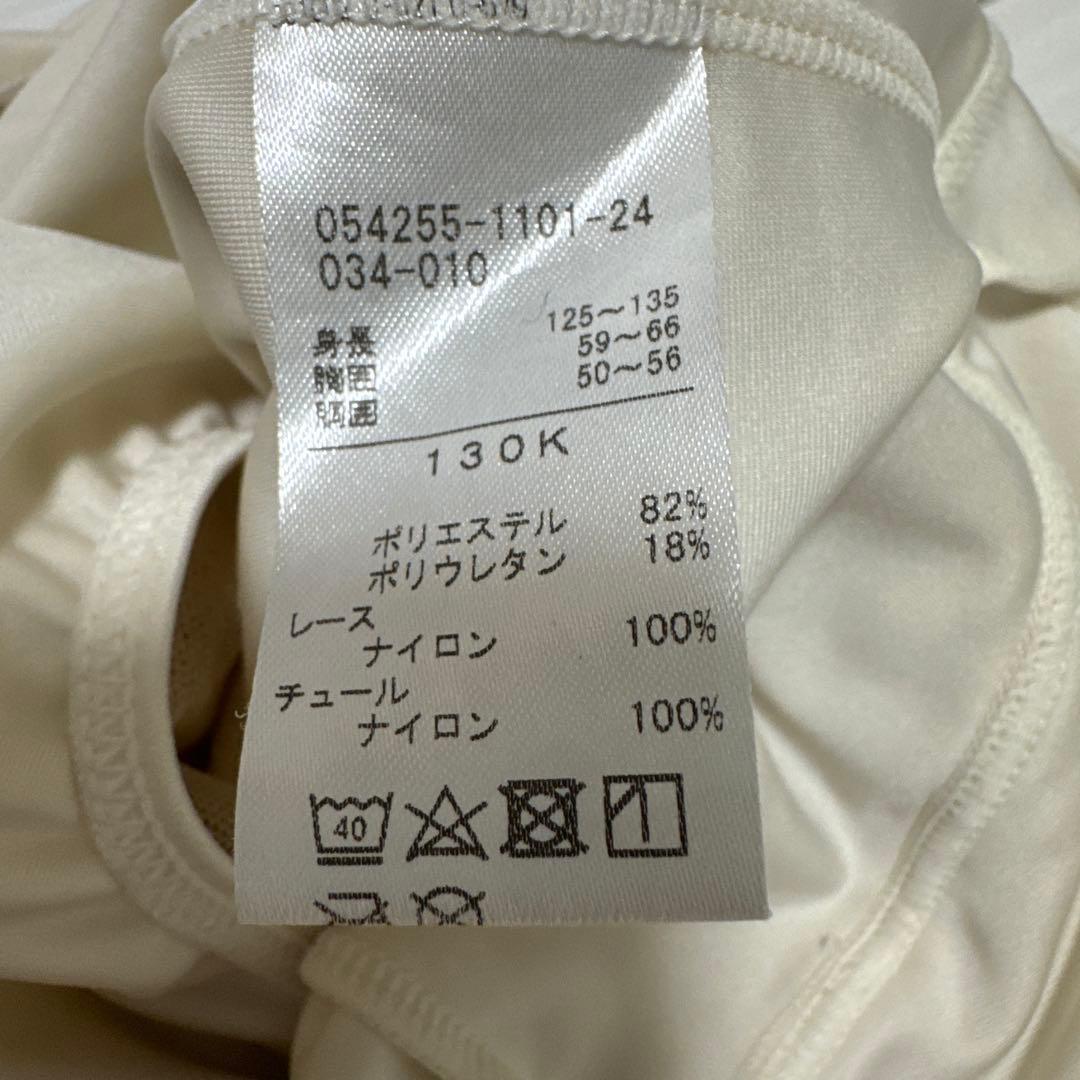 054255-1101-24
034-010
身長 125～135
胸囲 59～66
胴囲 50～56
130K
ポリエステル 82%
ポリウレタン 18%
レース
ナイロン 100%
チュール
ナイロン 100%
40